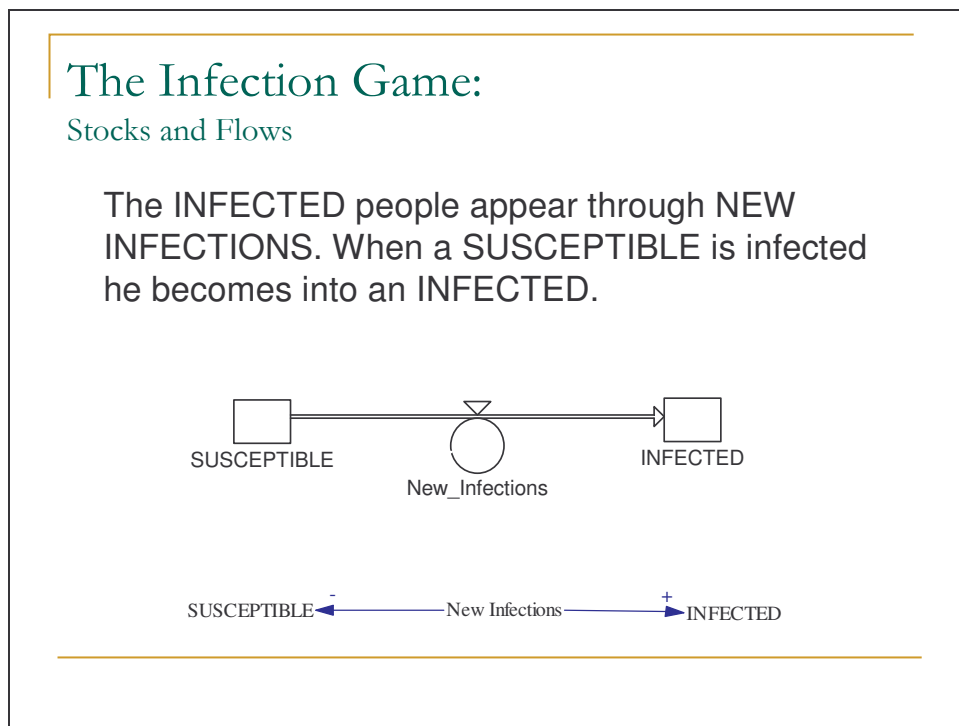 The Infection Game:
Stocks and Flows
The INFECTED people appear through NEW
INFECTIONS. When a SUSCEPTIBLE is infected
he becomes into an INFECTED.
SUSCEPTIBLE
INFECTED
New_Infections
- +
SUSCEPTIBLE New Infections INFECTED